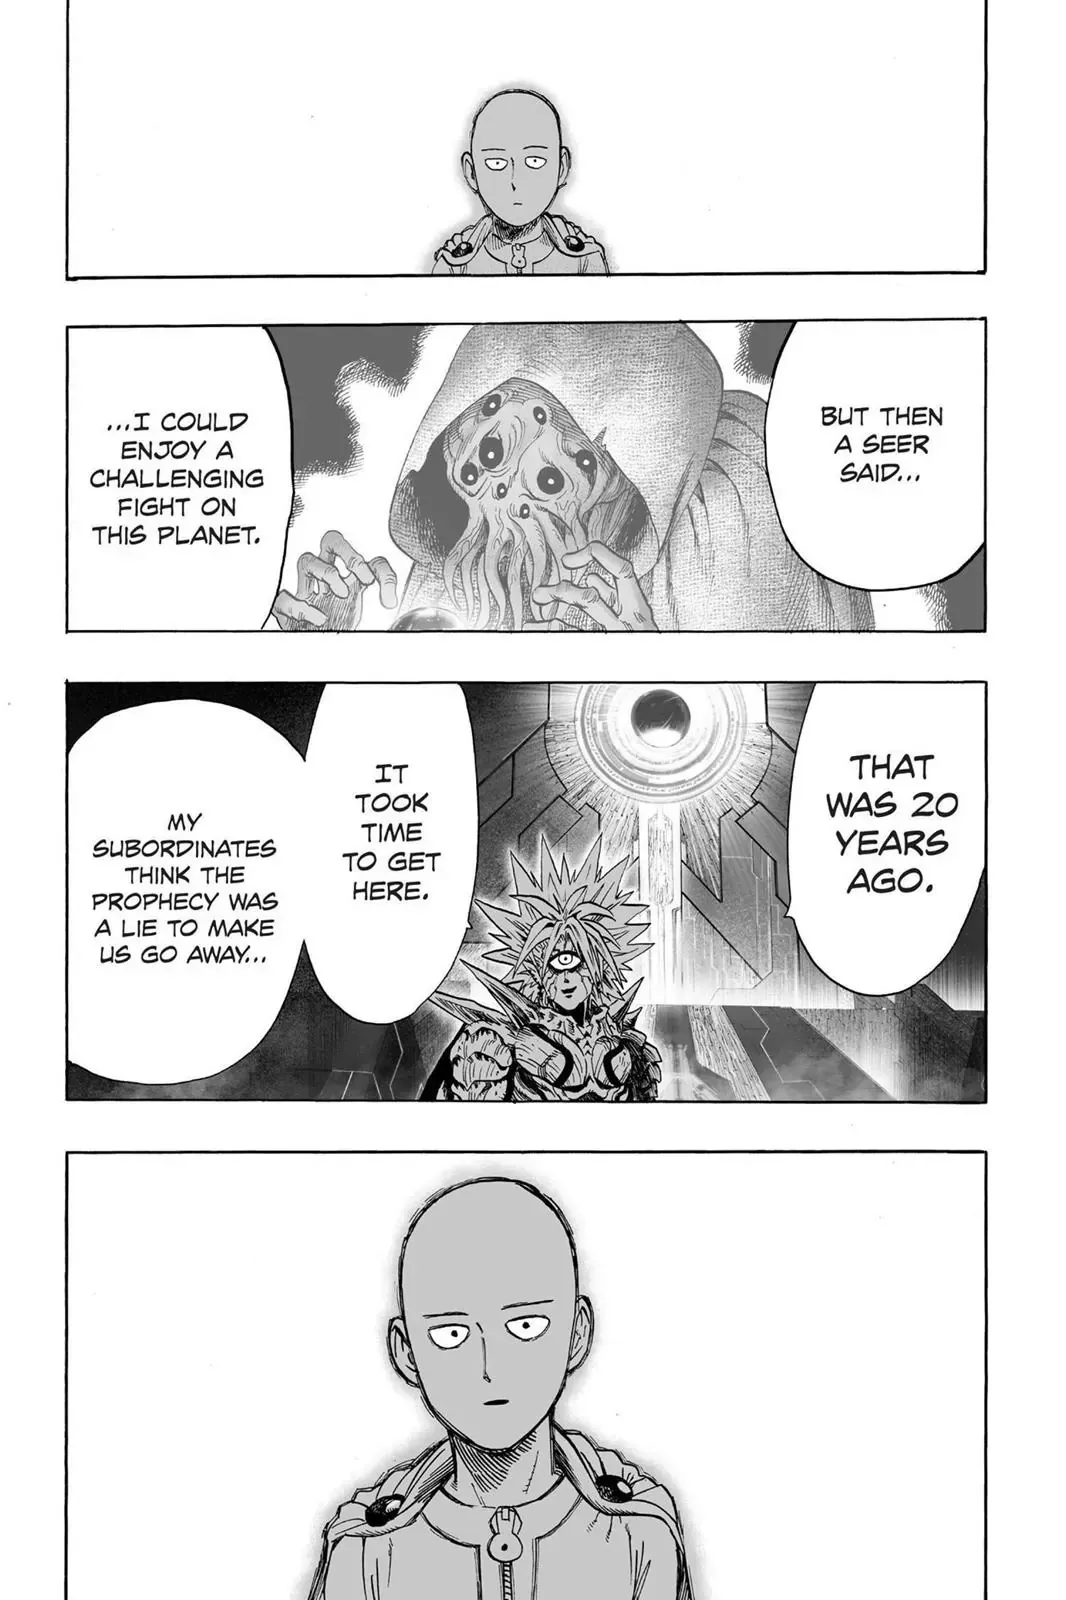 BUT THEN
A SEER
SAID...
...I COULD
ENJOY A
CHALLENGING
FIGHT ON
THIS PLANET.
THAT
WAS 20
YEARS
AGO.
IT
TOOK
TIME
TO GET
HERE.
MY
SUBORDINATES
THINK THE
PROPHECY WAS
A LIE TO MAKE
US GO AWAY...